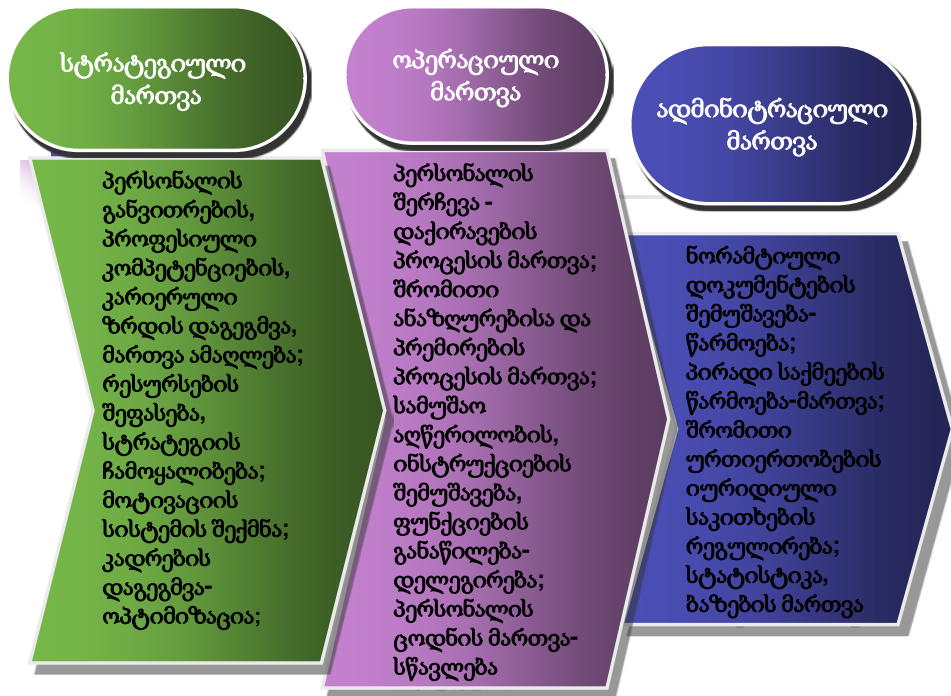 სტრატეგიული
მართვა
პერსონალის
განვითრების,
პროფესიული
კომპეტენციების,
კარიერული
ზრდის დაგეგმვა,
მართვა ამაღლება;
რესურსების
შეფასება,
სტრატეგიის
ჩამოყალიბება;
მოტივაციის
სისტემის შექმნა;
კადრების
დაგეგმვა-
ოპტიმიზაცია;
ოპერაციული
მართვა
პერსონალის
შერჩევა -
დაქირავების
პროცესის მართვა;
შრომითი
ანაზღურებისა და
პრემირების
პროცესის მართვა;
სამუშაო
აღწერილობის,
ინსტრუქციების
შემუშავება,
ფუნქციების
განაწილება-
დელეგირება;
პერსონალის
ცოდნის მართვა-
სწავლება
ადმინიტრაციული
მართვა
ნორამტიული
დოკუმენტების
შემუშავება-
წარმოება;
პირადი საქმეების
წარმოება-მართვა;
შრომითი
ურთიერთობების
იურიდიული
საკითხების
რეგულირება;
სტატისტიკა,
ბაზების მართვა